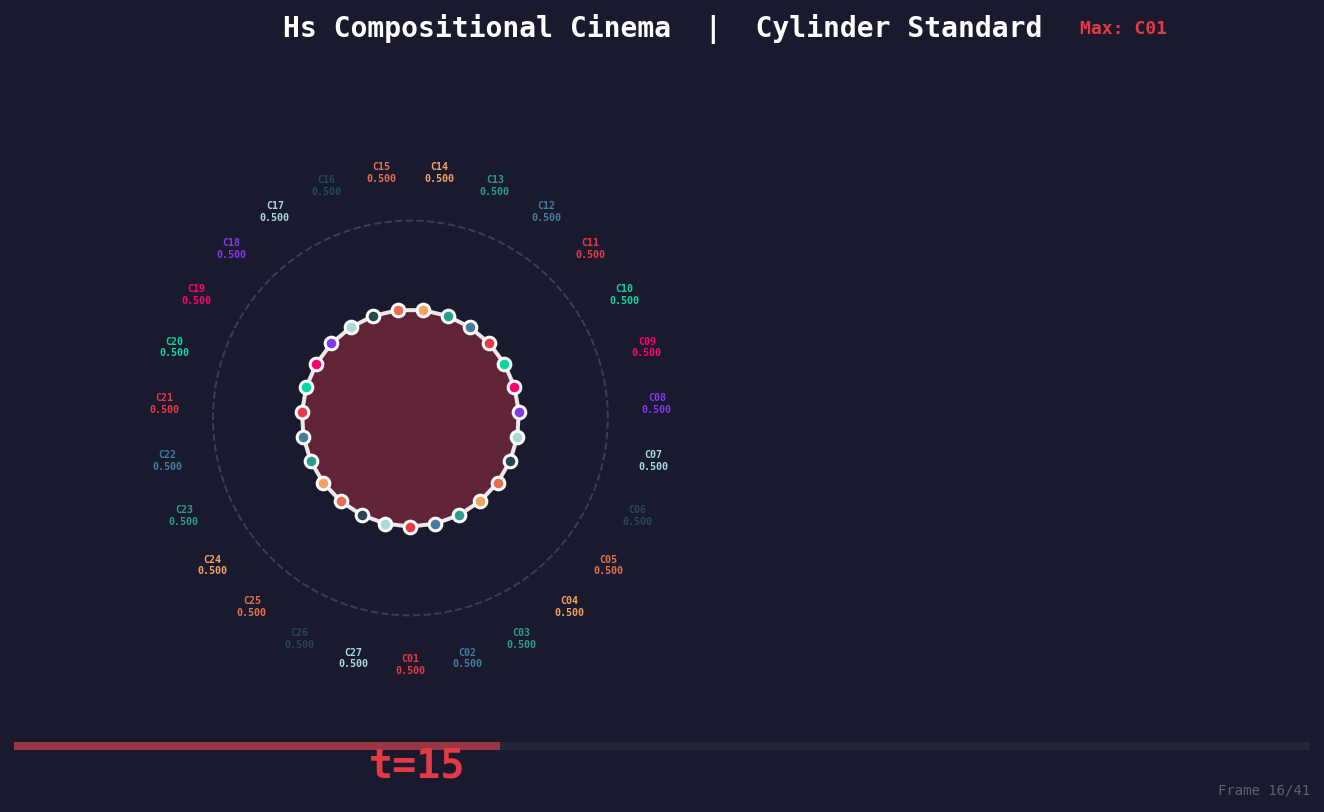 Hs Compositional Cinema | Cylinder Standard Max: C01
C15
0.500
C14
0.500
C16
0.500
C13
0.500
C17
0.500
C12
0.500
C18
0.500
C11
0.500
C19
0.500
C10
0.500
C20
0.500
C09
0.500
C21
0.500
C08
0.500
C22
0.500
C07
0.500
C23
0.500
C06
0.500
C24
0.500
C05
0.500
C25
0.500
C04
0.500
C26
0.500
C03
0.500
C27
0.500
C01
0.500
C02
0.500
t=15
Frame 16/41